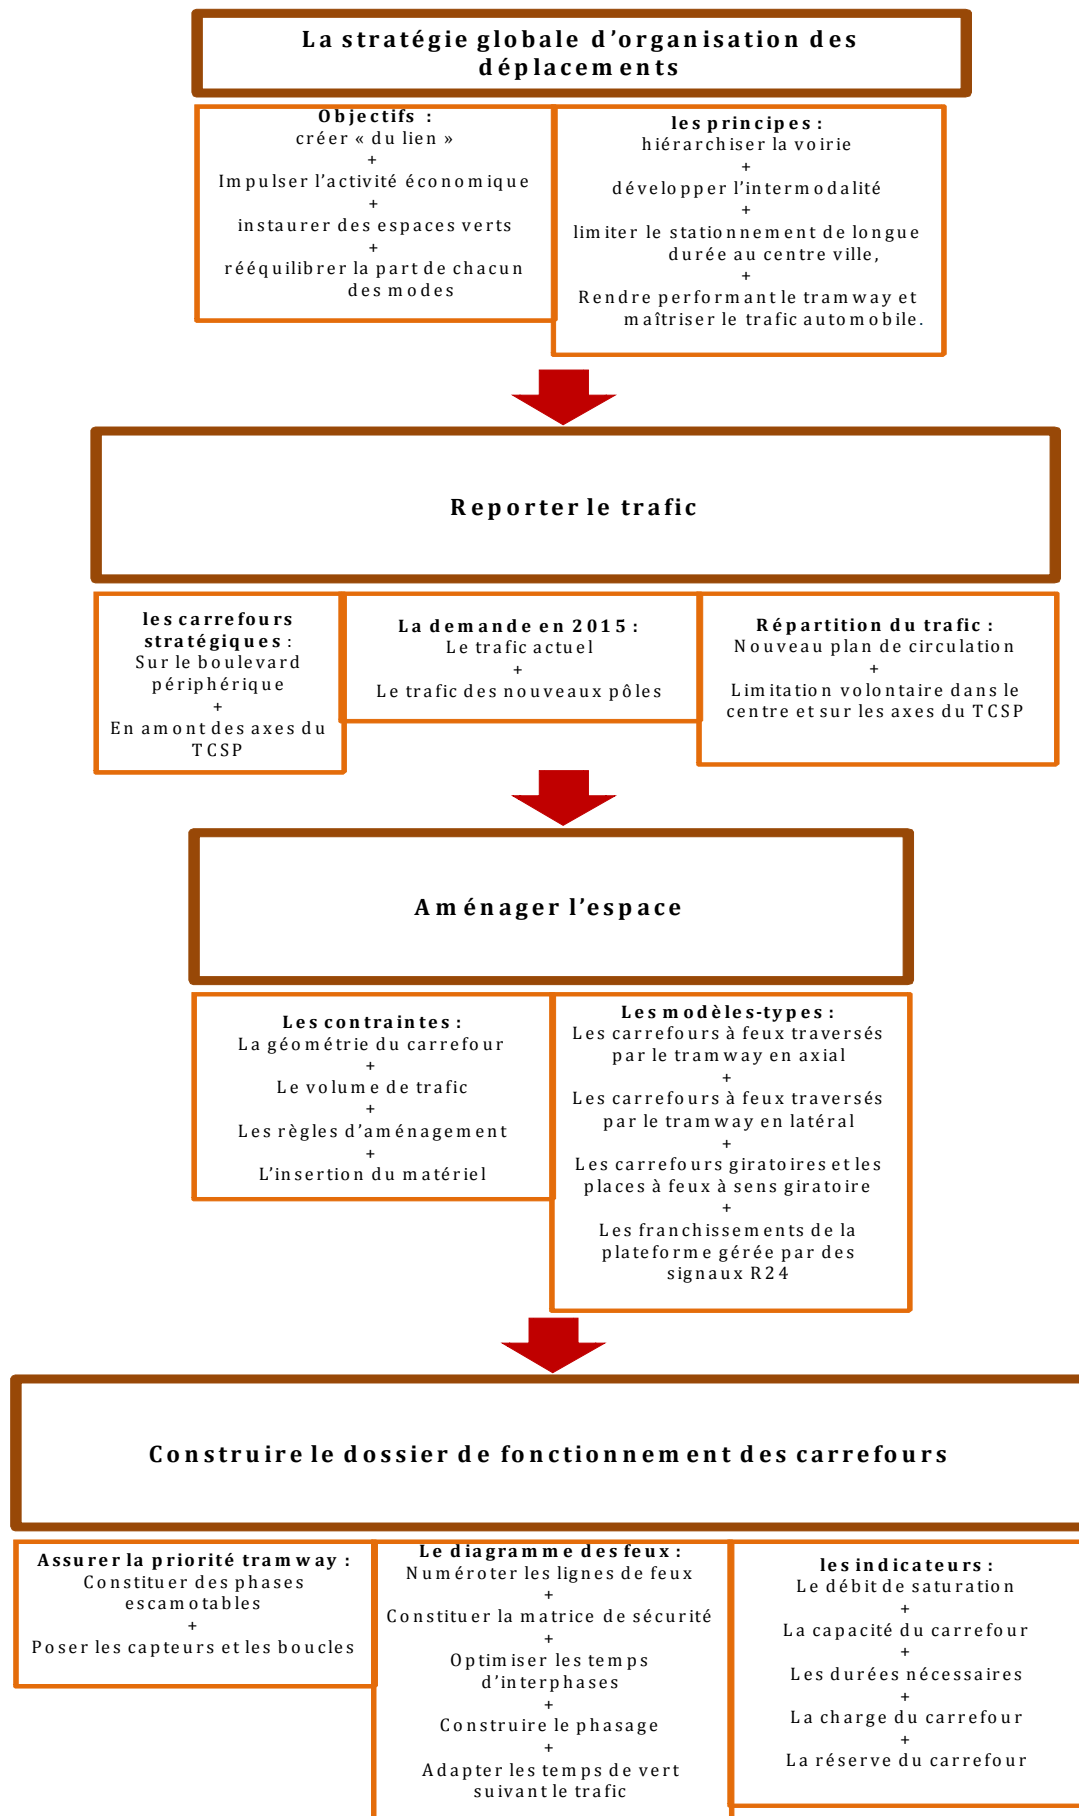 La stratégie globale d’organisation des
déplacements
Objectifs :
créer « du lien »
+
Impulser l’activité économique
+
instaurer des espaces verts
+
rééquilibrer la part de chacun
des modes
les principes :
hiérarchiser la voirie
+
développer l’intermodalité
+
limiter le stationnement de longue
durée au centre ville,
+
Rendre performant le tramway et
maîtriser le trafic automobile.
Reporter le trafic
les carrefours
stratégiques :
Sur le boulevard
périphérique
+
En amont des axes du
TCSP
La demande en 2015 :
Le trafic actuel
+
Le trafic des nouveaux pôles
Répartition du trafic :
Nouveau plan de circulation
+
Limitation volontaire dans le
centre et sur les axes du TCSP
Aménager l’espace
Les contraintes :
La géométrie du carrefour
+
Le volume de trafic
+
Les règles d’aménagement
+
L’insertion du matériel
Les modèles-types :
Les carrefours à feux traversés
par le tramway en axial
+
Les carrefours à feux traversés
par le tramway en latéral
+
Les carrefours giratoires et les
places à feux à sens giratoire
+
Les franchissements de la
plateforme gérée par des
signaux R24
Construire le dossier de fonctionnement des carrefours
Assurer la priorité tramway :
Constituer des phases
escamotables
+
Poser les capteurs et les boucles
Le diagramme des feux :
Numéroter les lignes de feux
+
Constituer la matrice de sécurité
+
Optimiser les temps
d’interphases
+
Construire le phasage
+
Adapter les temps de vert
suivant le trafic
les indicateurs :
Le débit de saturation
+
La capacité du carrefour
+
Les durées nécessaires
+
La charge du carrefour
+
La réserve du carrefour